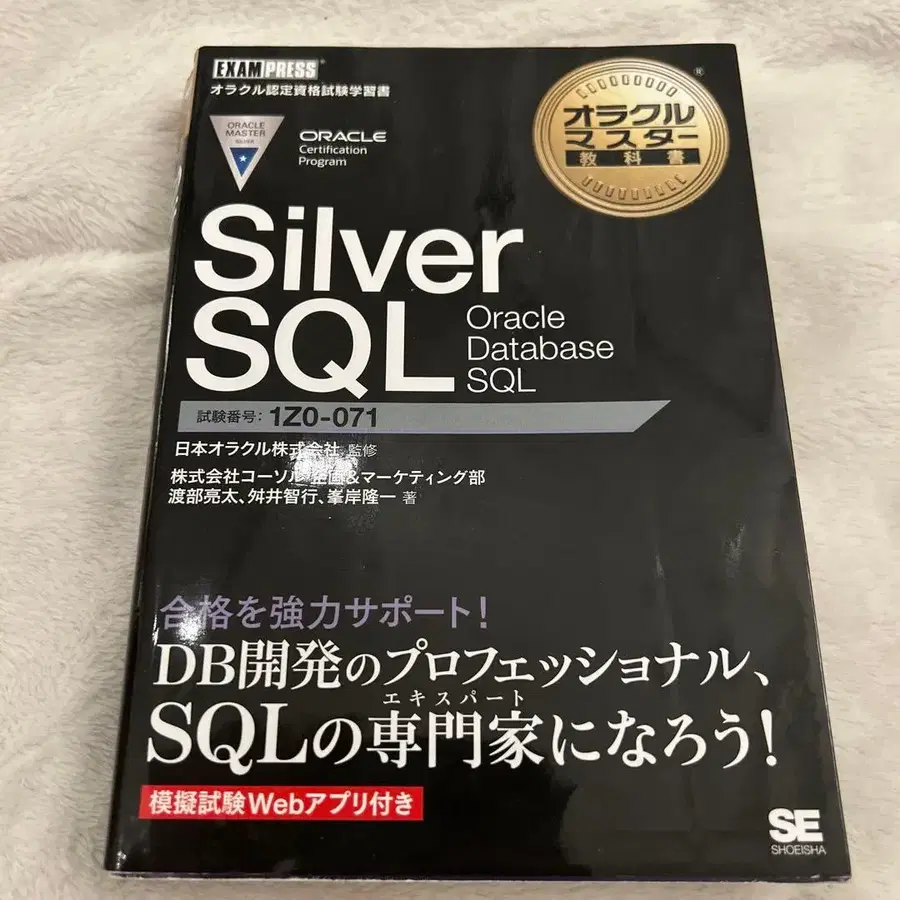 EXAMPRESS®
オラクル認定資格試験学習書
ORACLE
MASTER
SILVER
ORACLE
Certification
Program
オラクル
マスター
教科書
®
Silver
SQL
Oracle
Database
SQL
試験番号：1Z0-071
日本オラクル株式会社 監修
株式会社コーソル 企画&マーケティング部
渡部亮太、舛井智行、峯岸隆一 著
合格を強力サポート！
DB開発のプロフェッショナル、
エキスパート
SQLの専門家になろう！
模擬試験Webアプリ付き
SE
SHOEISHA